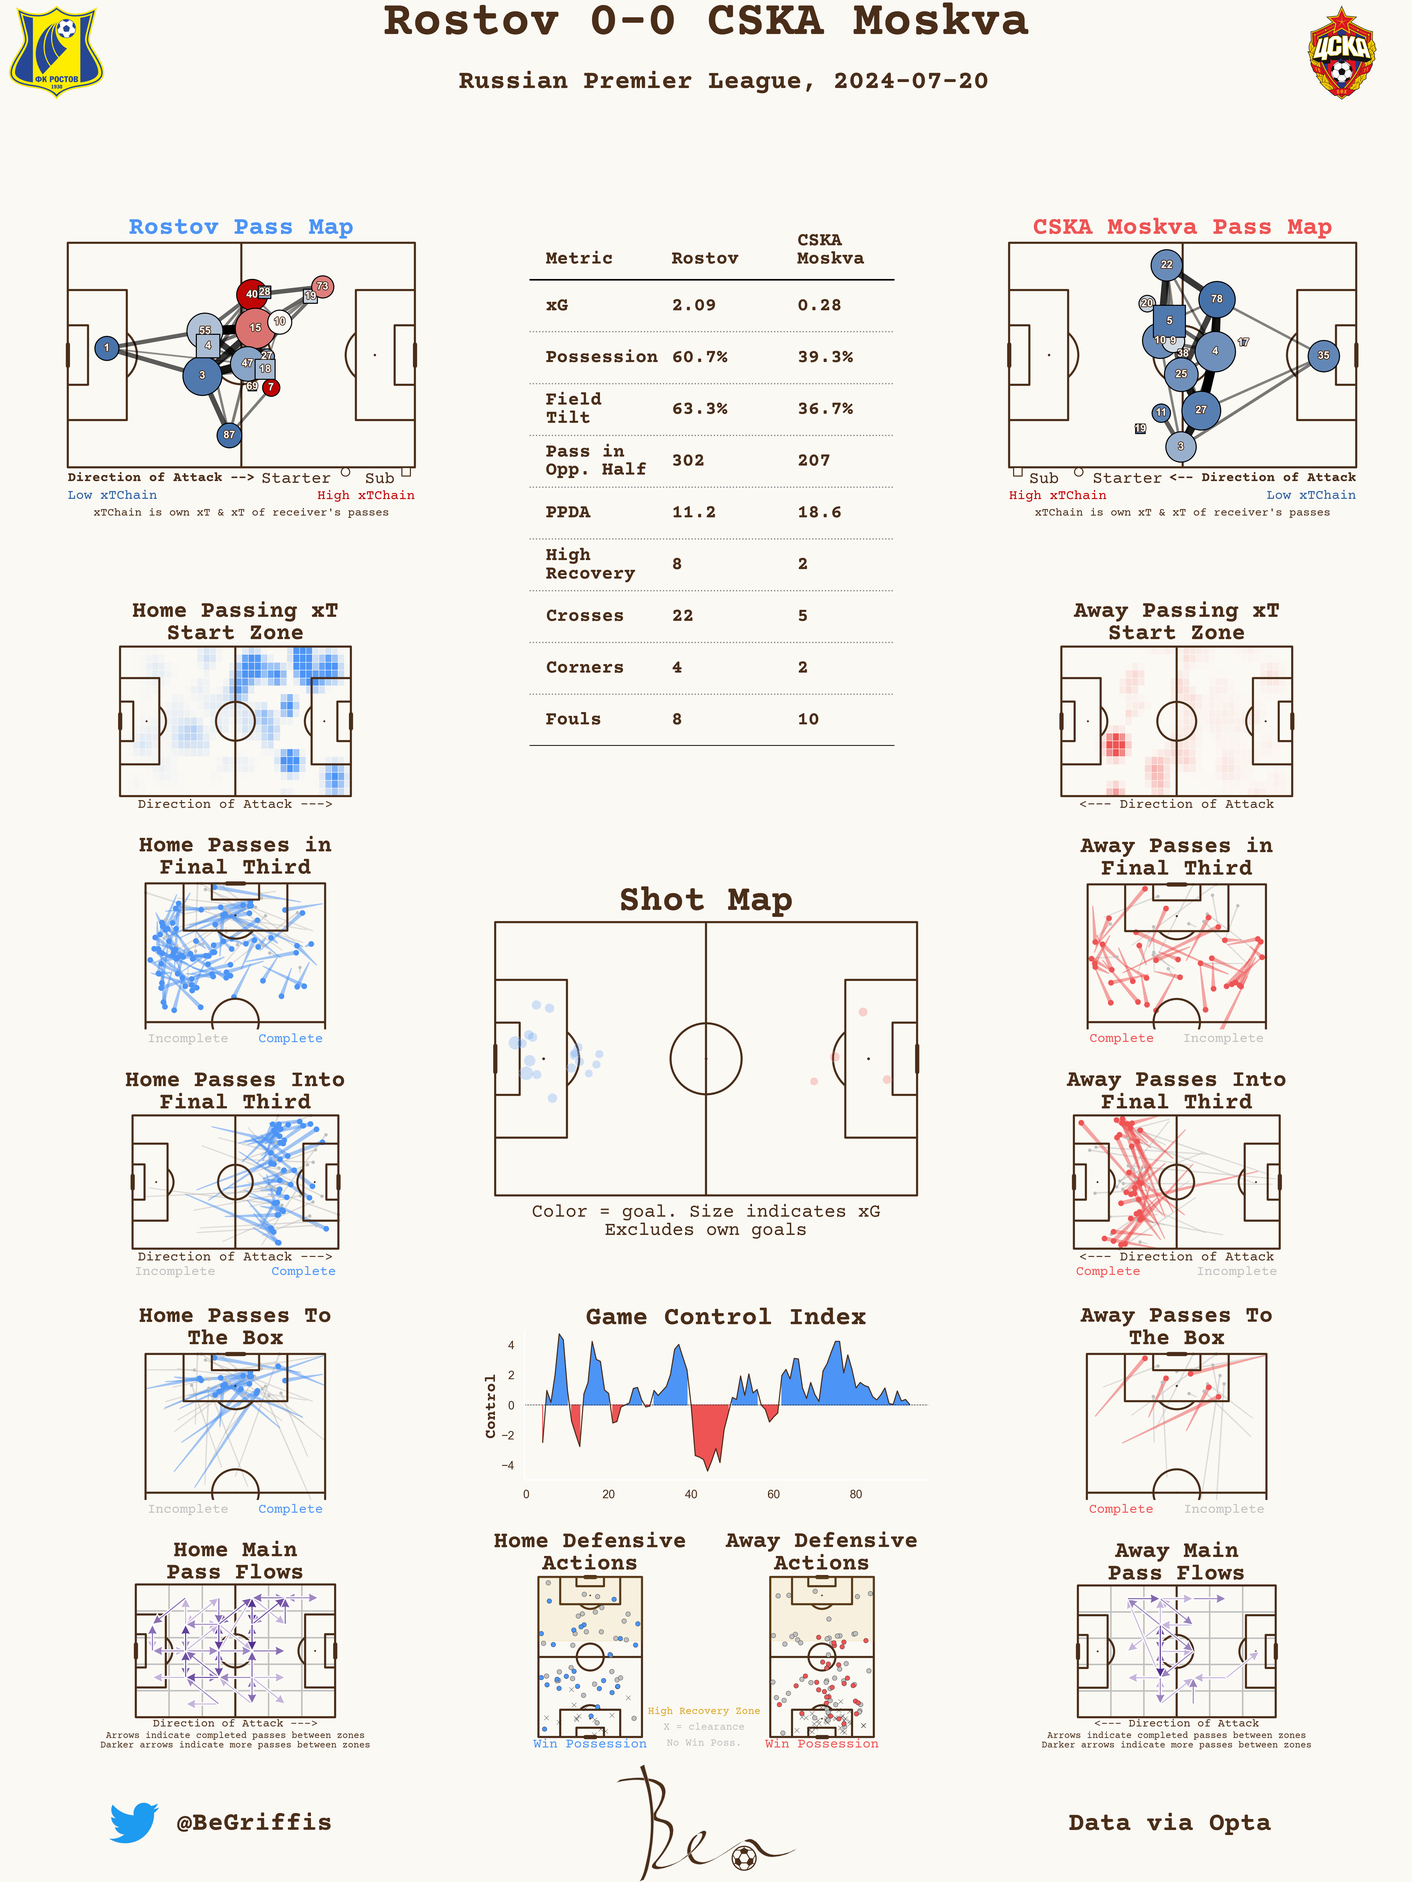 Rostov 0-0 CSKA Moskva
Russian Premier League, 2024-07-20
ФК РОСТОВ
1930
ЦСКА
Rostov Pass Map
1
55
4
3
87
40
28
15
10
19
73
47
27
18
69
7
Direction of Attack --> Starter Sub
Low xTChain High xTChain
xTChain is own xT & xT of receiver's passes
Metric Rostov CSKA Moskva
xG 2.09 0.28
Possession 60.7% 39.3%
Field Tilt 63.3% 36.7%
Pass in Opp. Half 302 207
PPDA 11.2 18.6
High Recovery 8 2
Crosses 22 5
Corners 4 2
Fouls 8 10
CSKA Moskva Pass Map
22
20
78
5
10
9
38
4
17
35
25
11
27
19
3
Sub Starter <-- Direction of Attack
High xTChain Low xTChain
xTChain is own xT & xT of receiver's passes
Home Passing xT
Start Zone
Direction of Attack --->
Away Passing xT
Start Zone
<--- Direction of Attack
Home Passes in
Final Third
Incomplete Complete
Away Passes in
Final Third
Complete Incomplete
Shot Map
Color = goal. Size indicates xG
Excludes own goals
Home Passes Into
Final Third
Direction of Attack --->
Incomplete Complete
Away Passes Into
Final Third
<--- Direction of Attack
Complete Incomplete
Home Passes To
The Box
Incomplete Complete
Game Control Index
Control
4
2
0
−2
−4
0 20 40 60 80
Away Passes To
The Box
Complete Incomplete
Home Main
Pass Flows
Direction of Attack --->
Arrows indicate completed passes between zones
Darker arrows indicate more passes between zones
Home Defensive
Actions
Win Possession
Away Defensive
Actions
Win Possession
High Recovery Zone
X = clearance
No Win Poss.
Away Main
Pass Flows
<--- Direction of Attack
Arrows indicate completed passes between zones
Darker arrows indicate more passes between zones
@BeGriffis
Ben
Data via Opta